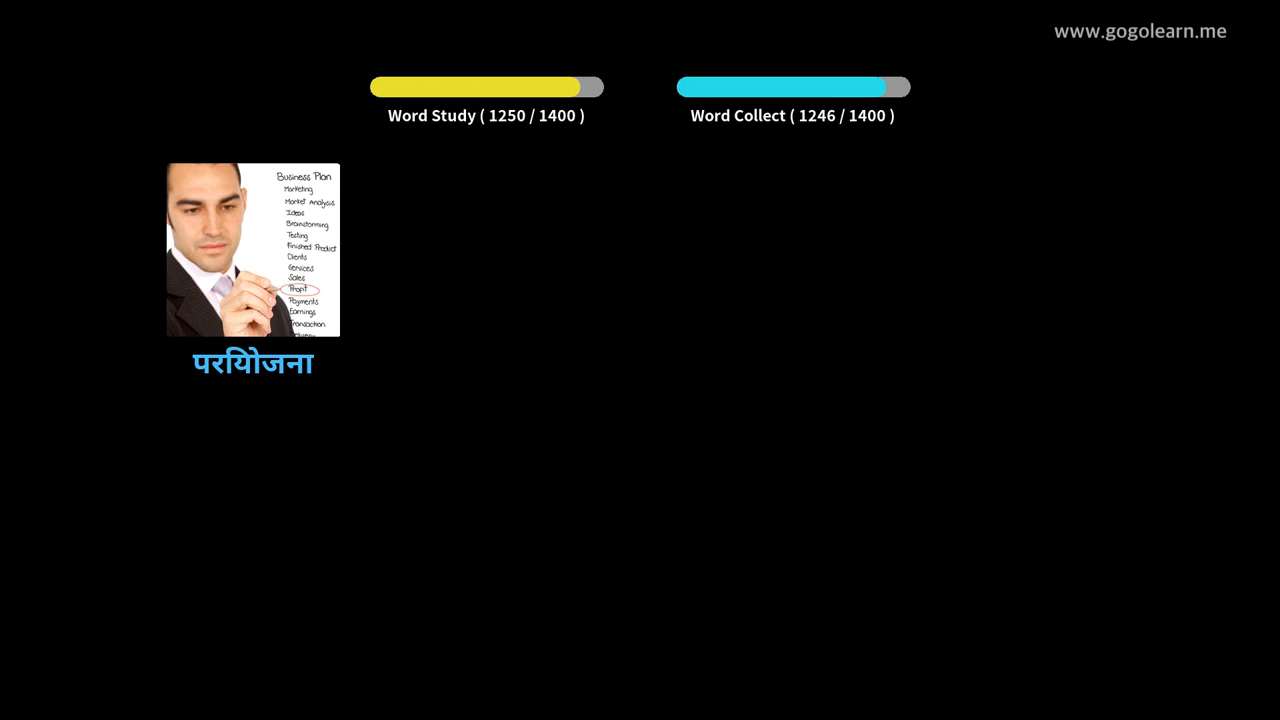 www.gogolearn.me
Word Study ( 1250 / 1400 )
Word Collect ( 1246 / 1400 )
Business Plan
Marketing
Market Analysis
Ideas
Brainstorming
Testing
Finished Product
Clients
Services
Sales
Profit
Payments
Earnings
Transaction
Delivery
परियोजना